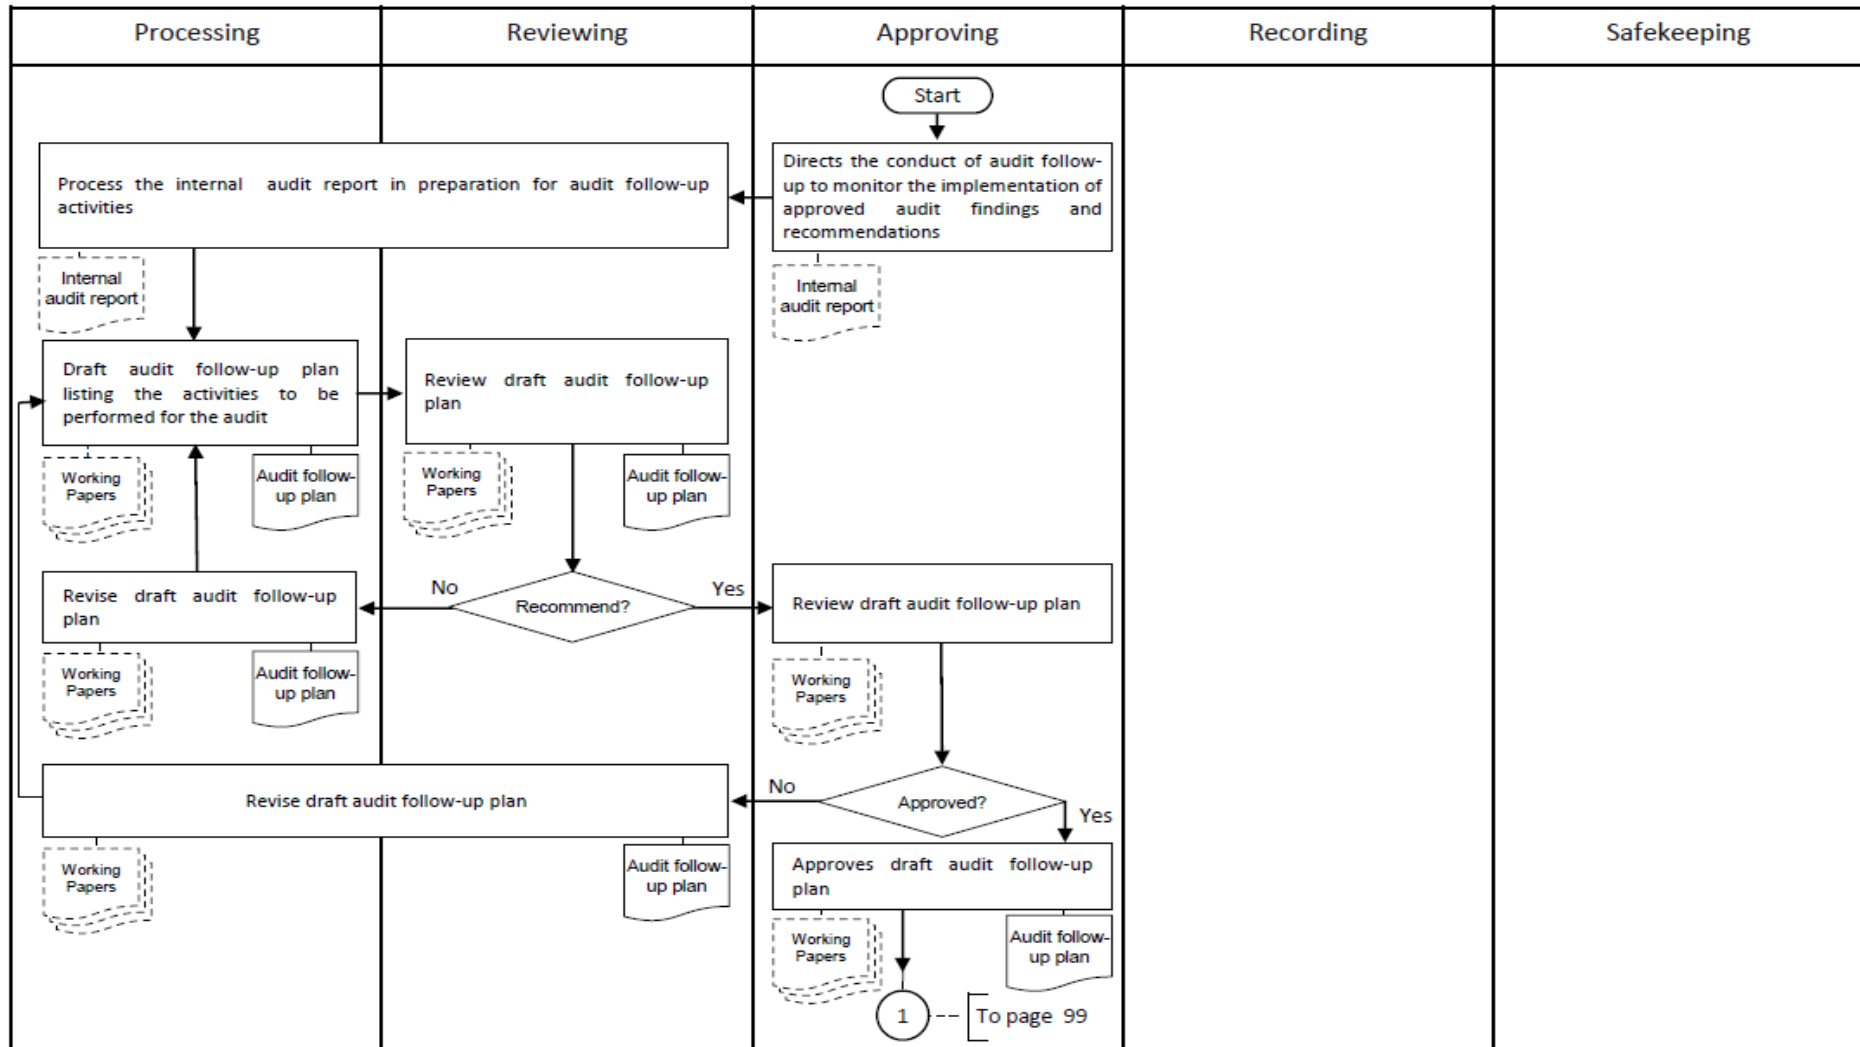 Processing
Reviewing
Approving
Recording
Safekeeping
Start
Directs the conduct of audit follow-
up to monitor the implementation of
approved audit findings and
recommendations
Internal
audit report
Process the internal audit report in preparation for audit follow-up
activities
Internal
audit report
Draft audit follow-up plan
listing the activities to be
performed for the audit
Working
Papers
Audit follow-
up plan
Review draft audit follow-up
plan
Working
Papers
Audit follow-
up plan
Recommend?
No
Yes
Revise draft audit follow-up
plan
Working
Papers
Audit follow-
up plan
Review draft audit follow-up plan
Working
Papers
Approved?
No
Yes
Revise draft audit follow-up plan
Working
Papers
Audit follow-
up plan
Approves draft audit follow-up
plan
Working
Papers
Audit follow-
up plan
1
To page 99